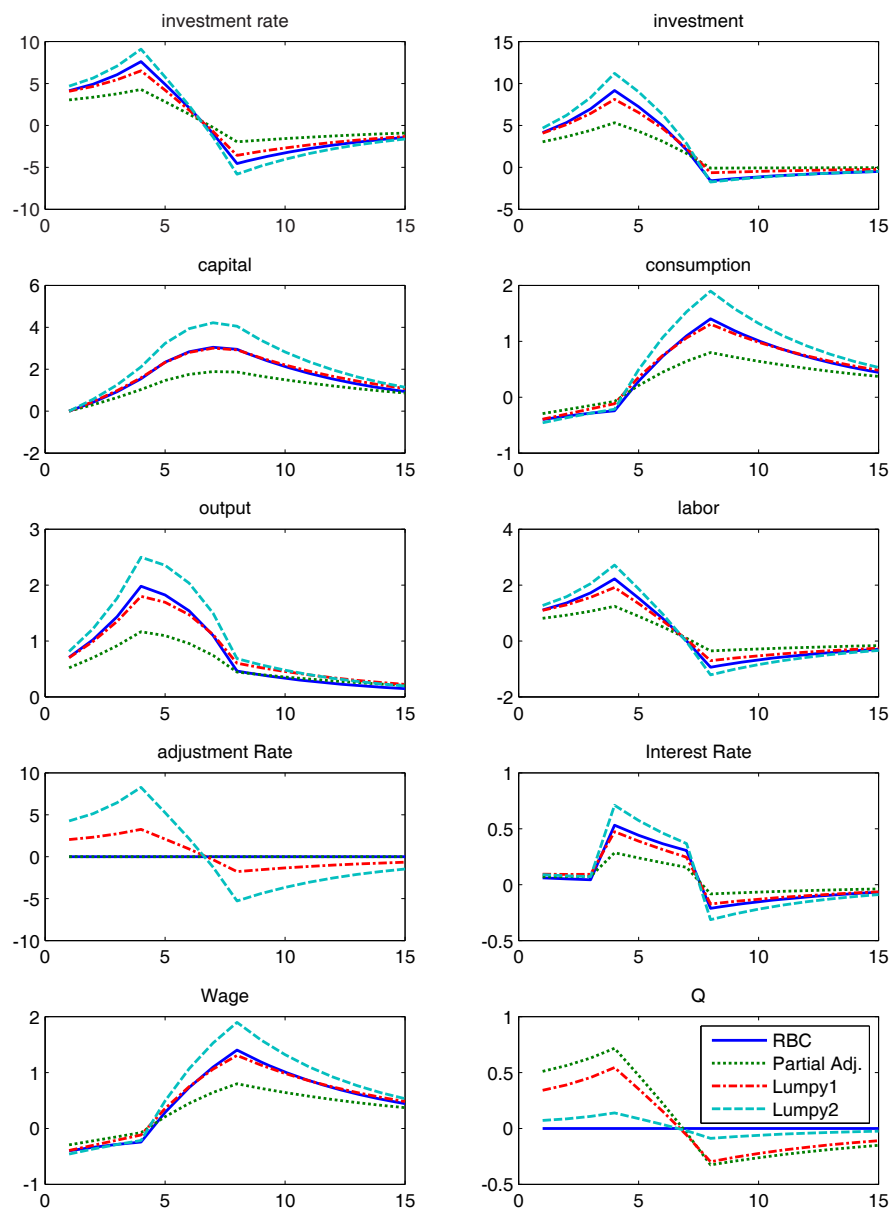 investment rate
10
5
0
-5
-10
0 5 10 15
investment
15
10
5
0
-5
0 5 10 15
capital
6
4
2
0
-2
0 5 10 15
consumption
2
1
0
-1
0 5 10 15
output
3
2
1
0
0 5 10 15
labor
4
2
0
-2
0 5 10 15
adjustment Rate
10
5
0
-5
-10
0 5 10 15
Interest Rate
1
0.5
0
-0.5
0 5 10 15
Wage
2
1
0
-1
0 5 10 15
Q
1
0.5
0
-0.5
0 5 10 15
RBC
Partial Adj.
Lumpy1
Lumpy2